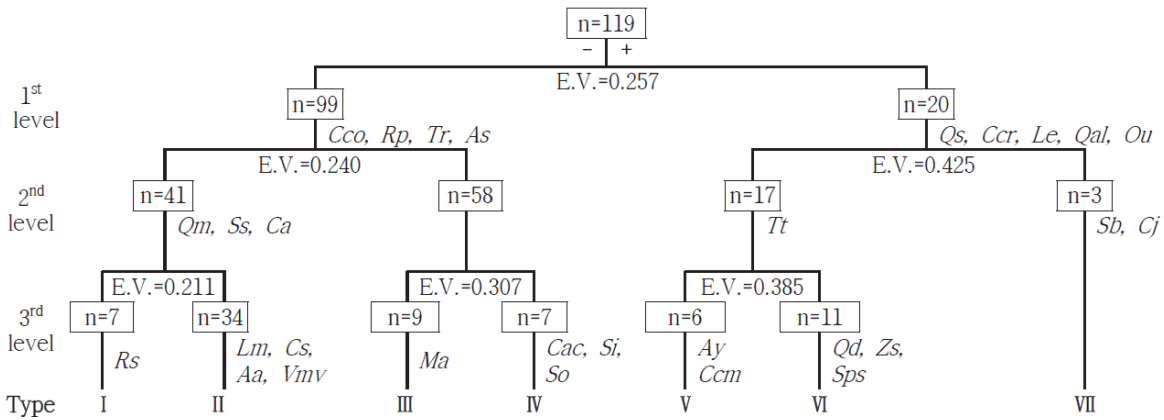 n=119
− +
E.V.=0.257
1st
level
n=99
n=20
Cco, Rp, Tr, As
Qs, Ccr, Le, Qal, Ou
E.V.=0.240
E.V.=0.425
2nd
level
n=41
n=58
n=17
n=3
Qm, Ss, Ca
Tt
Sb, Cj
E.V.=0.211
E.V.=0.307
E.V.=0.385
3rd
level
n=7
n=34
n=9
n=7
n=6
n=11
Rs
Lm, Cs,
Aa, Vmv
Ma
Cac, Si,
So
Ay
Ccm
Qd, Zs,
Sps
Type Ⅰ Ⅱ Ⅲ Ⅳ Ⅴ Ⅵ Ⅶ